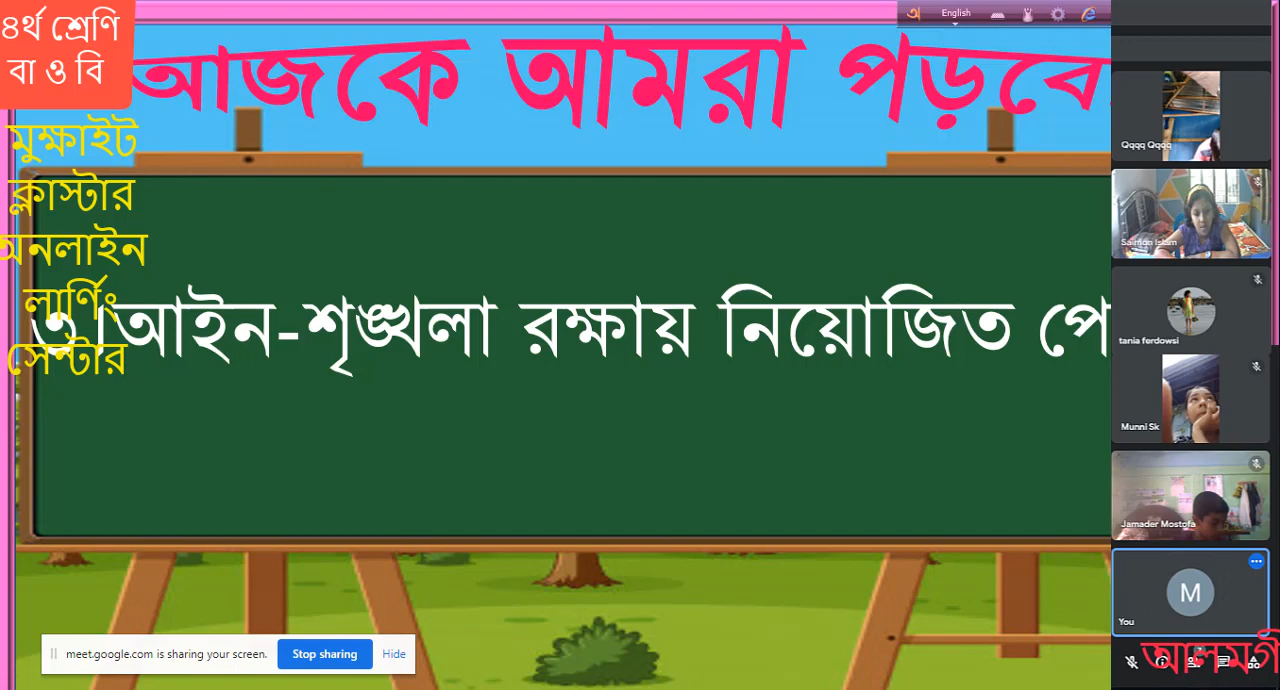 ৪র্থ শ্রেণি
বা ও বি
মুক্ষাইট
ক্লাস্টার
অনলাইন
লার্ণিং
সেন্টার
আজকে আমরা পড়বো
৩।আইন-শৃঙ্খলা রক্ষায় নিয়োজিত পে
English
Qqqq Qqqq
Saimon Islam
tania ferdowsi
Munni Sk
Jamader Mostofa
M
You
আলমগী
meet.google.com is sharing your screen.
Stop sharing
Hide